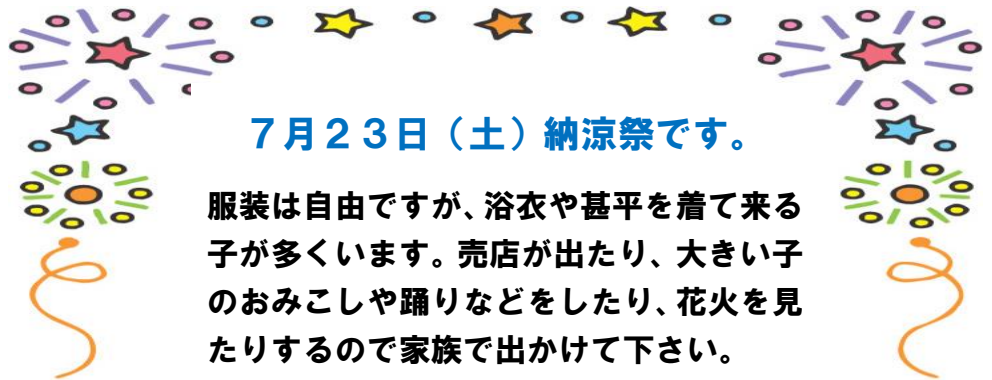 ７月２３日（土）納涼祭です。
服装は自由ですが、浴衣や甚平を着て来る
子が多くいます。売店が出たり、大きい子
のおみこしや踊りなどをしたり、花火を見
たりするので家族で出かけて下さい。